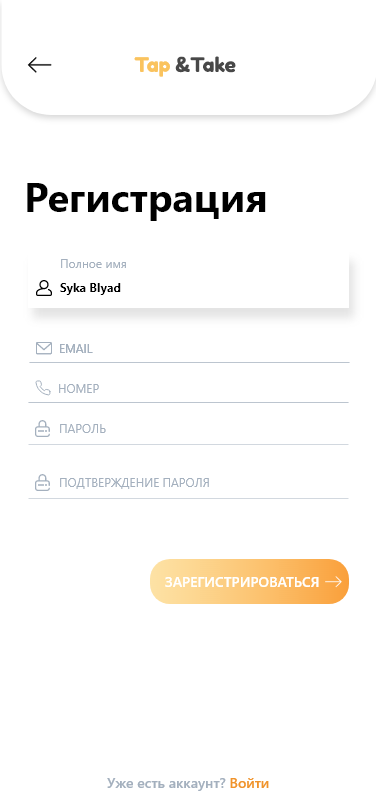 Tap &Take
Регистрация
Полное имя
Syka Blyad
EMAIL
НОМЕР
ПАРОЛЬ
ПОДТВЕРЖДЕНИЕ ПАРОЛЯ
ЗАРЕГИСТРИРОВАТЬСЯ
Уже есть аккаунт? Войти